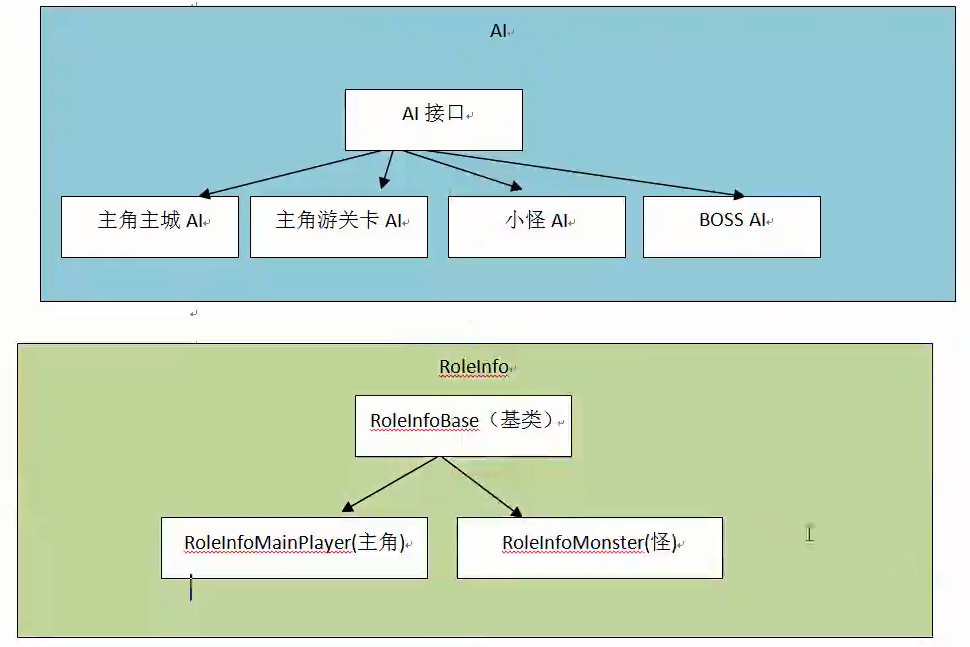 AI
AI 接口
主角主城 AI
主角游关卡 AI
小怪 AI
BOSS AI
RoleInfo
RoleInfoBase（基类）
RoleInfoMainPlayer(主角)
RoleInfoMonster(怪)